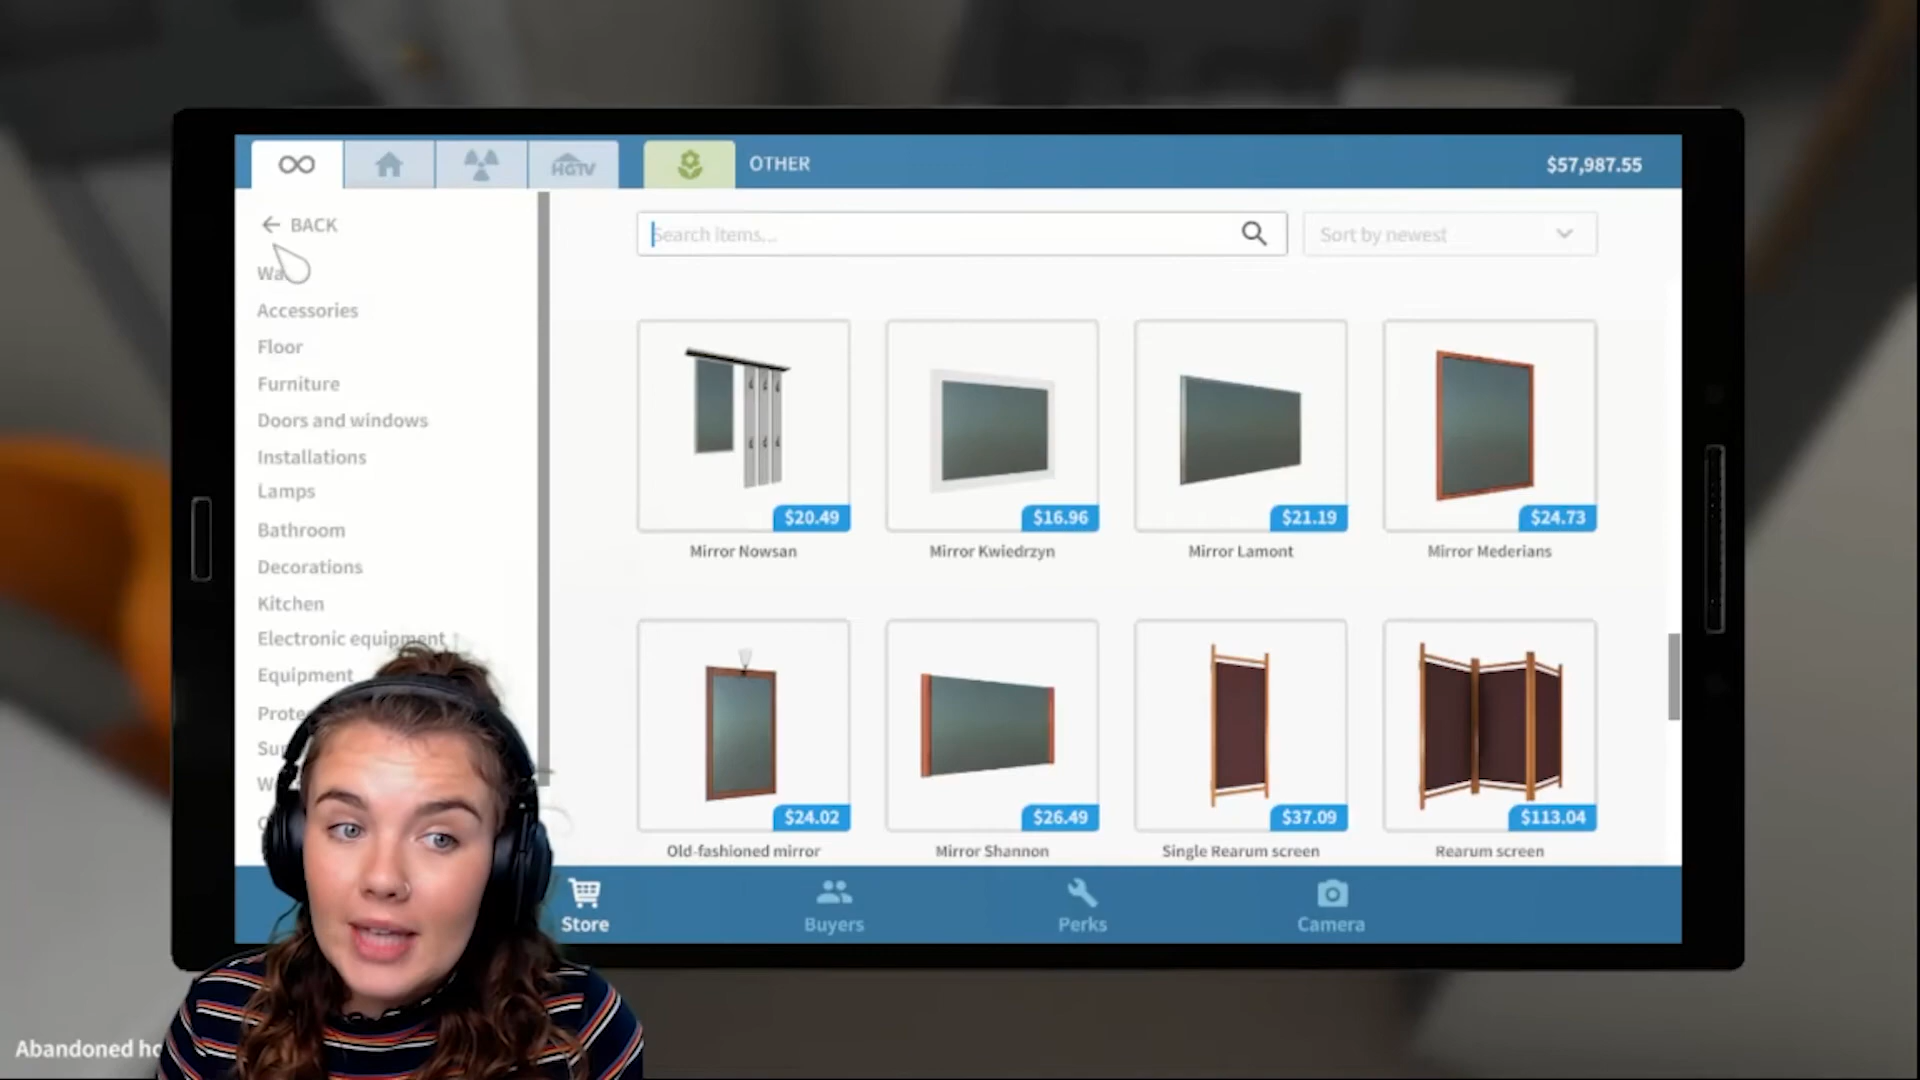 HGTV
OTHER
$57,987.55
BACK
Search items...
Sort by newest
Accessories
Floor
Furniture
Doors and windows
Installations
Lamps
Bathroom
Decorations
Kitchen
Electronic equipment
Equipment
$20.49
$16.96
$21.19
$24.73
Mirror Nowsan
Mirror Kwiedrzyn
Mirror Lamont
Mirror Mederians
$24.02
$26.49
$37.09
$113.04
Old-fashioned mirror
Mirror Shannon
Single Rearum screen
Rearum screen
Store
Buyers
Perks
Camera
Abandoned